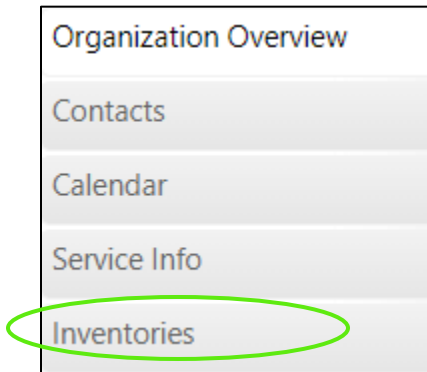 Organization Overview
Contacts
Calendar
Service Info
Inventories